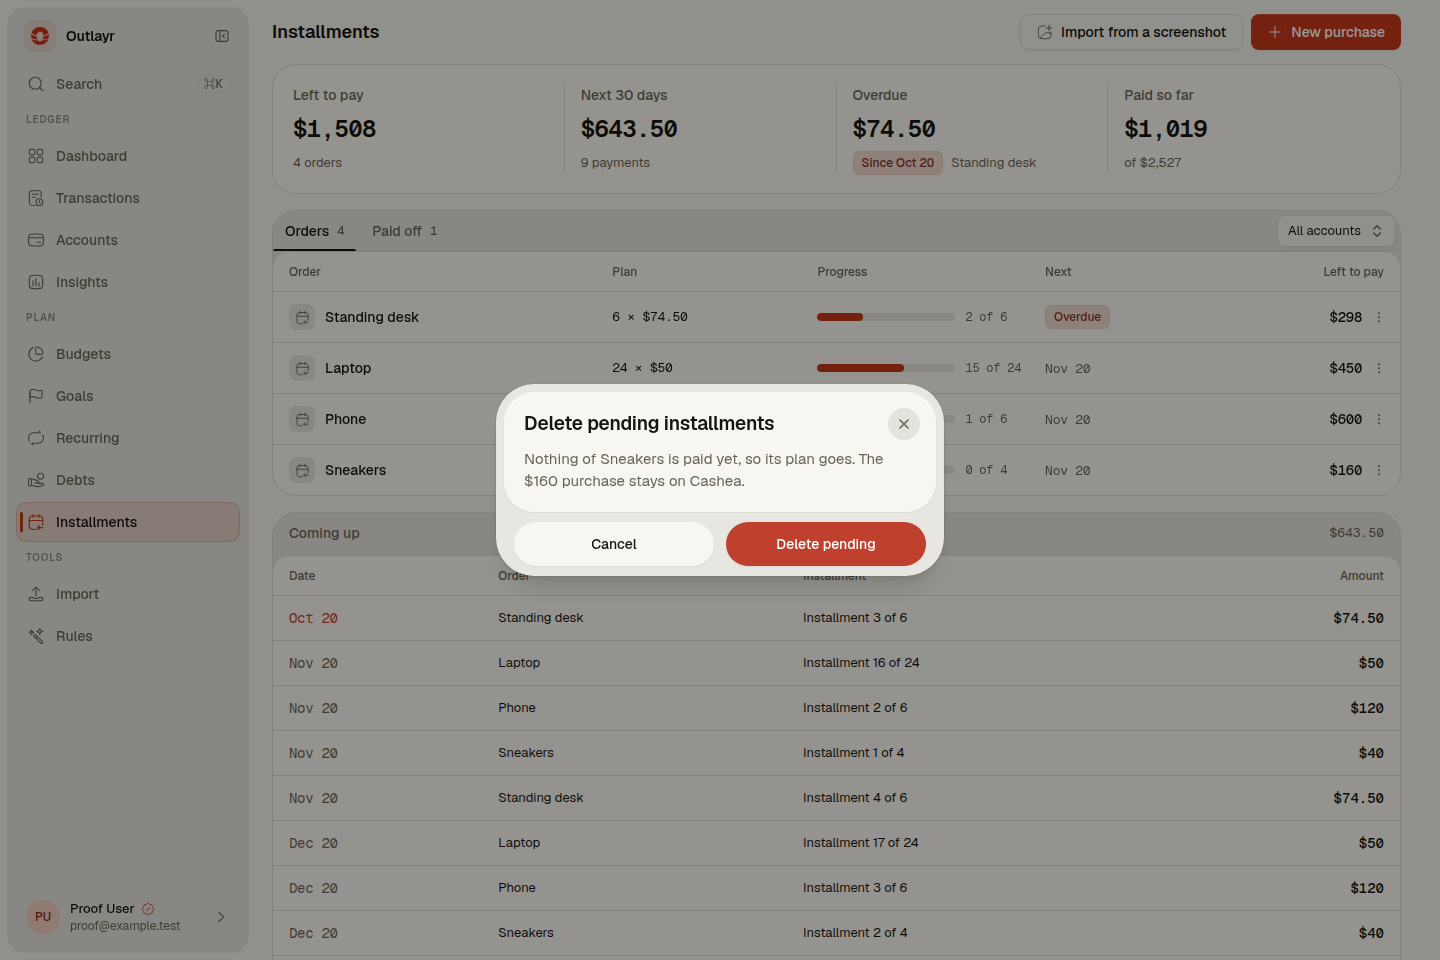 Outlayr
Search ⌘K
LEDGER
Dashboard
Transactions
Accounts
Insights
PLAN
Budgets
Goals
Recurring
Debts
Installments
TOOLS
Import
Rules
PU
Proof User
proof@example.test
Installments
Import from a screenshot
New purchase
Left to pay
$1,508
4 orders
Next 30 days
$643.50
9 payments
Overdue
$74.50
Since Oct 20 Standing desk
Paid so far
$1,019
of $2,527
Orders 4 Paid off 1 All accounts
Order Plan Progress Next Left to pay
Standing desk 6 × $74.50 2 of 6 Overdue $298
Laptop 24 × $50 15 of 24 Nov 20 $450
Phone 1 of 6 Nov 20 $600
Sneakers 0 of 4 Nov 20 $160
Delete pending installments
Nothing of Sneakers is paid yet, so its plan goes. The
$160 purchase stays on Cashea.
Cancel Delete pending
Coming up $643.50
Date Order Installment Amount
Oct 20 Standing desk Installment 3 of 6 $74.50
Nov 20 Laptop Installment 16 of 24 $50
Nov 20 Phone Installment 2 of 6 $120
Nov 20 Sneakers Installment 1 of 4 $40
Nov 20 Standing desk Installment 4 of 6 $74.50
Dec 20 Laptop Installment 17 of 24 $50
Dec 20 Phone Installment 3 of 6 $120
Dec 20 Sneakers Installment 2 of 4 $40